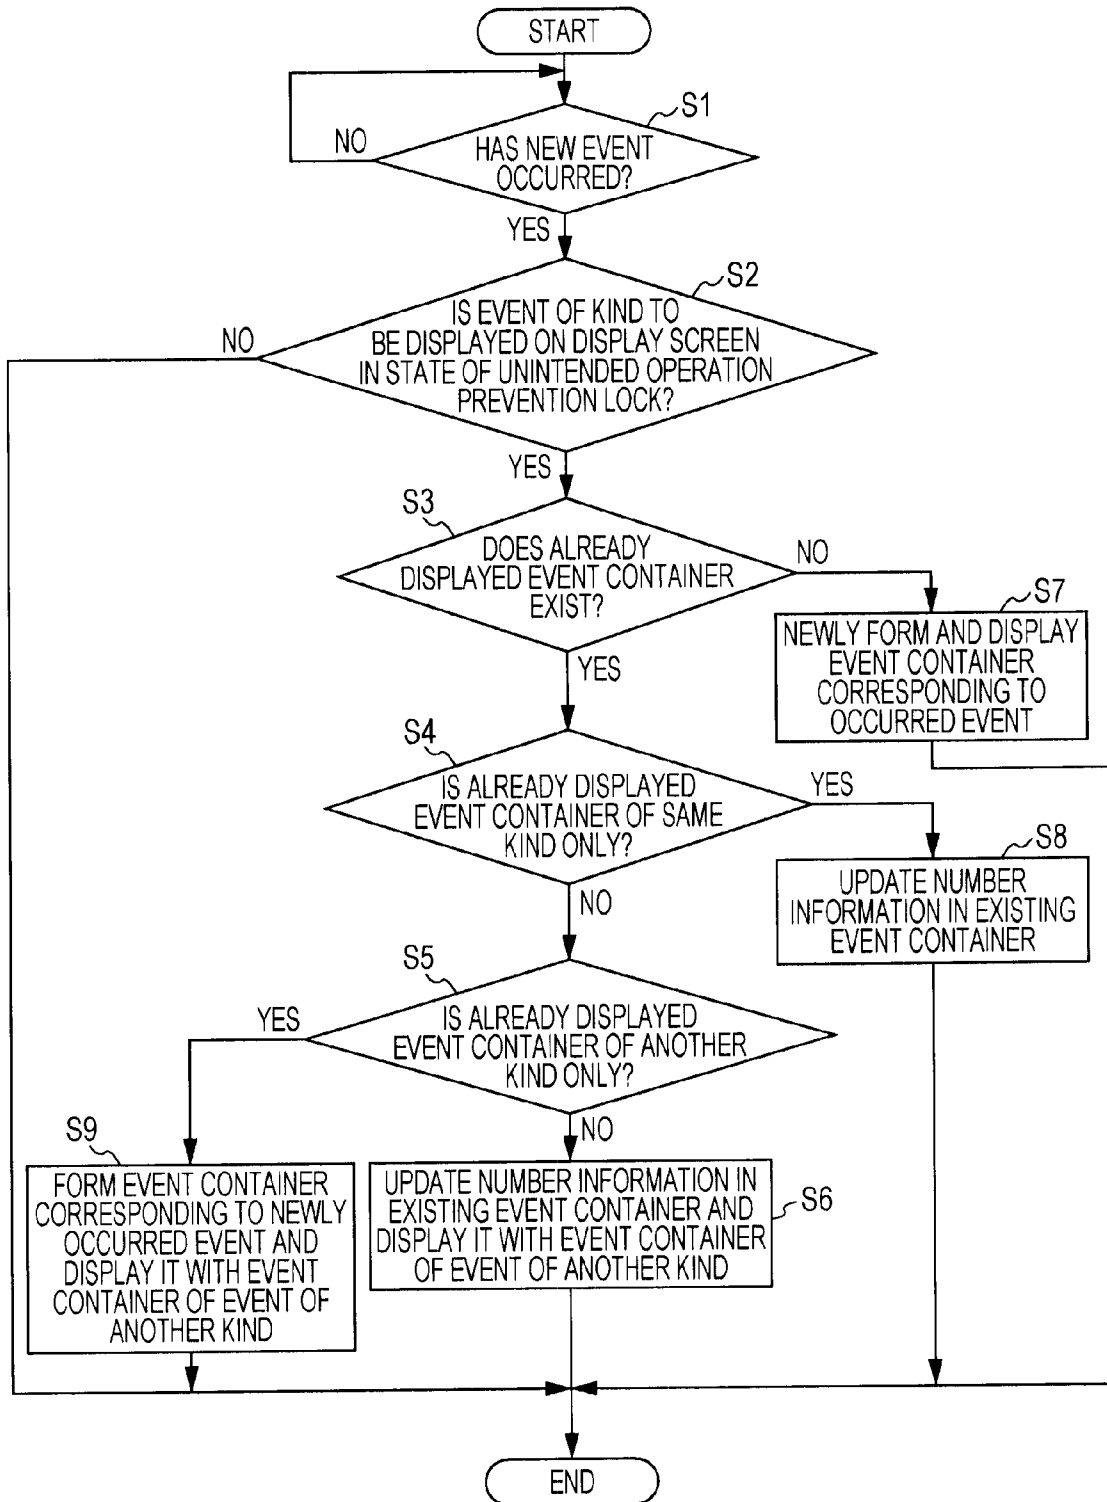 START
S1
NO
HAS NEW EVENT
OCCURRED?
YES
S2
NO
IS EVENT OF KIND TO
BE DISPLAYED ON DISPLAY SCREEN
IN STATE OF UNINTENDED OPERATION
PREVENTION LOCK?
YES
S3
DOES ALREADY
DISPLAYED EVENT CONTAINER
EXIST?
NO
S7
NEWLY FORM AND DISPLAY
EVENT CONTAINER
CORRESPONDING TO
OCCURRED EVENT
YES
S4
IS ALREADY DISPLAYED
EVENT CONTAINER OF SAME
KIND ONLY?
YES
S8
UPDATE NUMBER
INFORMATION IN EXISTING
EVENT CONTAINER
NO
S5
YES
IS ALREADY DISPLAYED
EVENT CONTAINER OF ANOTHER
KIND ONLY?
NO
S9
FORM EVENT CONTAINER
CORRESPONDING TO NEWLY
OCCURRED EVENT AND
DISPLAY IT WITH EVENT
CONTAINER OF EVENT OF
ANOTHER KIND
UPDATE NUMBER INFORMATION IN
EXISTING EVENT CONTAINER AND
DISPLAY IT WITH EVENT CONTAINER
OF EVENT OF ANOTHER KIND
S6
END